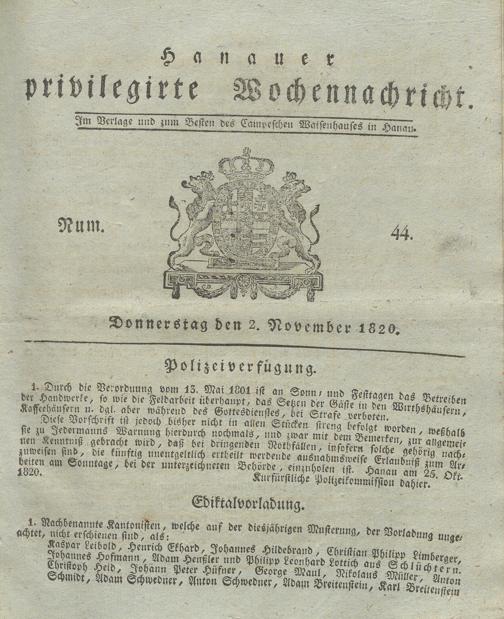 Hanauer
privilegirte Wochennachricht.
Im Verlage und zum Besten des Campeschen Waisenhauses in Hanau.
Num. 44.
Donnerstag den 2. November 1820.
Polizeiverfügung.
1. Durch die Verordnung vom 13. Mai 1801 ist an Sonn- und Festtagen das Betreiben
der Handwerke, so wie die Feldarbeit überhaupt, das Setzen der Gäste in den Wirthshäusern,
Kaffeehäusern u. dgl. aber während des Gottesdienstes, bei Strafe verboten.
Diese Vorschrift ist jedoch bisher nicht in allen Stücken streng befolgt worden, weßhalb
sie zu Jedermanns Warnung hierdurch nochmals, und zwar mit dem Bemerken, zur allgemei-
nen Kenntniß gebracht wird, daß bei dringenden Nothfällen, insofern solche gehörig nach-
zuweisen sind, die künftig unentgeltlich ertheilt werdende ausnahmsweise Erlaubniß zum Ar-
beiten am Sonntage, bei der unterzeichneten Behörde, einzuholen ist. Hanau am 25. Okt.
1820. Kurfürstliche Polizeikommission dahier.
Ediktalvorladung.
1. Nachbenannte Kantonisten, welche auf der diesjährigen Musterung, der Vorladung unge-
achtet, nicht erschienen sind, als:
Kaspar Leibold, Henrich Ekhard, Johannes Hildebrand, Christian Philipp Limberger,
Johannes Hofmann, Adam Henßler und Philipp Leonhard Lottich aus Schlüchtern.
Christoph Heid, Johann Peter Hüfner, George Maul, Nikolaus Müller, Anton
Schmidt, Adam Schwedner, Anton Schwedner, Adam Breitenstein, Karl Breitenstein